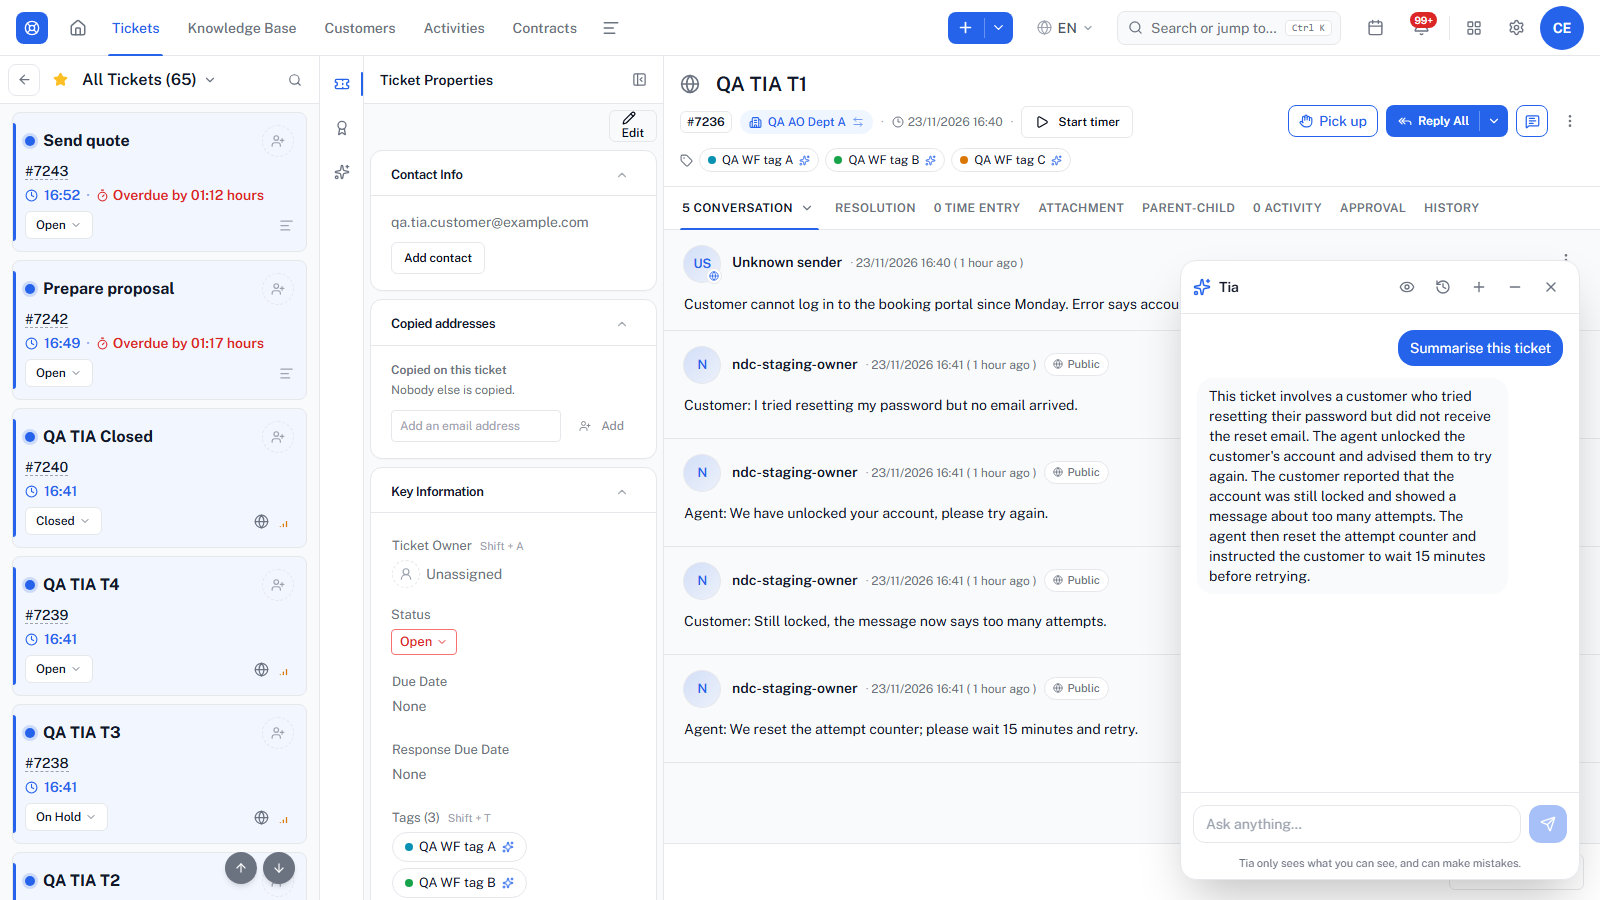 Tickets
Knowledge Base
Customers
Activities
Contracts
EN
Search or jump to...
Ctrl K
99+
CE
All Tickets (65)
Send quote
#7243
16:52 · Overdue by 01:12 hours
Open
Prepare proposal
#7242
16:49 · Overdue by 01:17 hours
Open
QA TIA Closed
#7240
16:41
Closed
QA TIA T4
#7239
16:41
Open
QA TIA T3
#7238
16:41
On Hold
QA TIA T2
Ticket Properties
Edit
Contact Info
qa.tia.customer@example.com
Add contact
Copied addresses
Copied on this ticket
Nobody else is copied.
Add an email address
Add
Key Information
Ticket Owner Shift + A
Unassigned
Status
Open
Due Date
None
Response Due Date
None
Tags (3) Shift + T
QA WF tag A
QA WF tag B
QA TIA T1
#7236
QA AO Dept A
· 23/11/2026 16:40 ·
Start timer
Pick up
Reply All
QA WF tag A
QA WF tag B
QA WF tag C
5 CONVERSATION
RESOLUTION
0 TIME ENTRY
ATTACHMENT
PARENT-CHILD
0 ACTIVITY
APPROVAL
HISTORY
US
Unknown sender · 23/11/2026 16:40 ( 1 hour ago )
Customer cannot log in to the booking portal since Monday. Error says accou
N
ndc-staging-owner · 23/11/2026 16:41 ( 1 hour ago ) Public
Customer: I tried resetting my password but no email arrived.
N
ndc-staging-owner · 23/11/2026 16:41 ( 1 hour ago ) Public
Agent: We have unlocked your account, please try again.
N
ndc-staging-owner · 23/11/2026 16:41 ( 1 hour ago ) Public
Customer: Still locked, the message now says too many attempts.
N
ndc-staging-owner · 23/11/2026 16:41 ( 1 hour ago ) Public
Agent: We reset the attempt counter; please wait 15 minutes and retry.
Tia
Summarise this ticket
This ticket involves a customer who tried
resetting their password but did not receive
the reset email. The agent unlocked the
customer's account and advised them to try
again. The customer reported that the
account was still locked and showed a
message about too many attempts. The
agent then reset the attempt counter and
instructed the customer to wait 15 minutes
before retrying.
Ask anything...
Tia only sees what you can see, and can make mistakes.